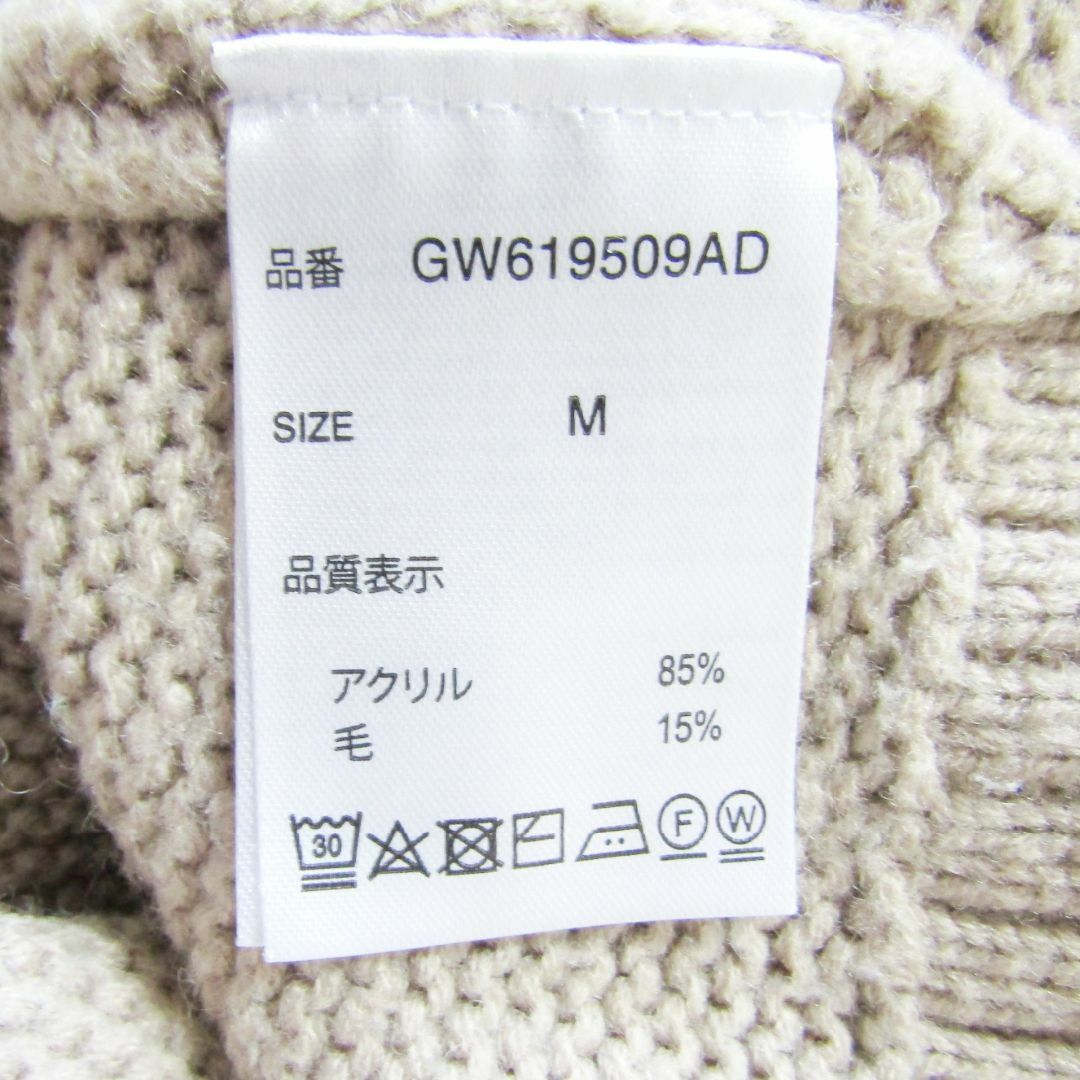 品番 GW619509AD
SIZE M
品質表示
アクリル 85%
毛 15%
30 F W